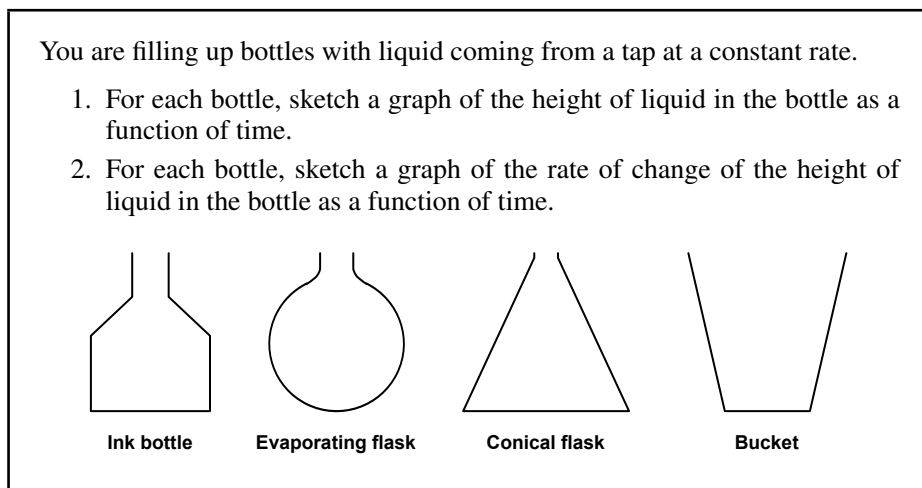 You are filling up bottles with liquid coming from a tap at a constant rate.
1. For each bottle, sketch a graph of the height of liquid in the bottle as a
function of time.
2. For each bottle, sketch a graph of the rate of change of the height of
liquid in the bottle as a function of time.
Ink bottle Evaporating flask Conical flask Bucket